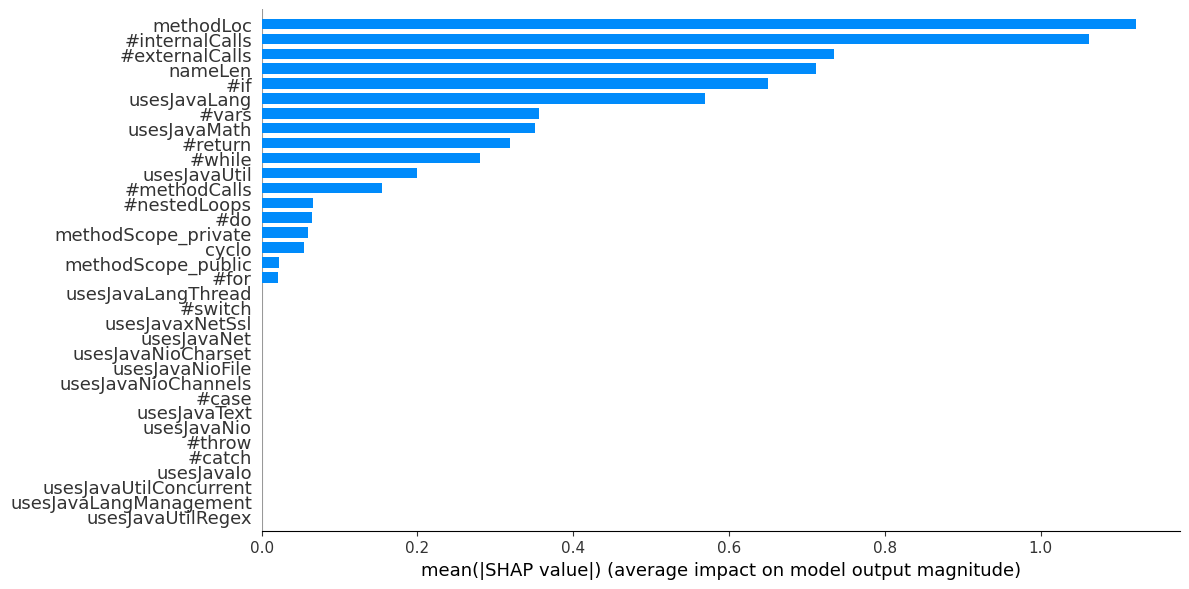 methodLoc
#internalCalls
#externalCalls
nameLen
#if
usesJavaLang
#vars
usesJavaMath
#return
#while
usesJavaUtil
#methodCalls
#nestedLoops
#do
methodScope_private
cyclo
methodScope_public
#for
usesJavaLangThread
#switch
usesJavaxNetSsl
usesJavaNet
usesJavaNioCharset
usesJavaNioFile
usesJavaNioChannels
#case
usesJavaText
usesJavaNio
#throw
#catch
usesJavaIo
usesJavaUtilConcurrent
usesJavaLangManagement
usesJavaUtilRegex
0.0 0.2 0.4 0.6 0.8 1.0
mean(|SHAP value|) (average impact on model output magnitude)